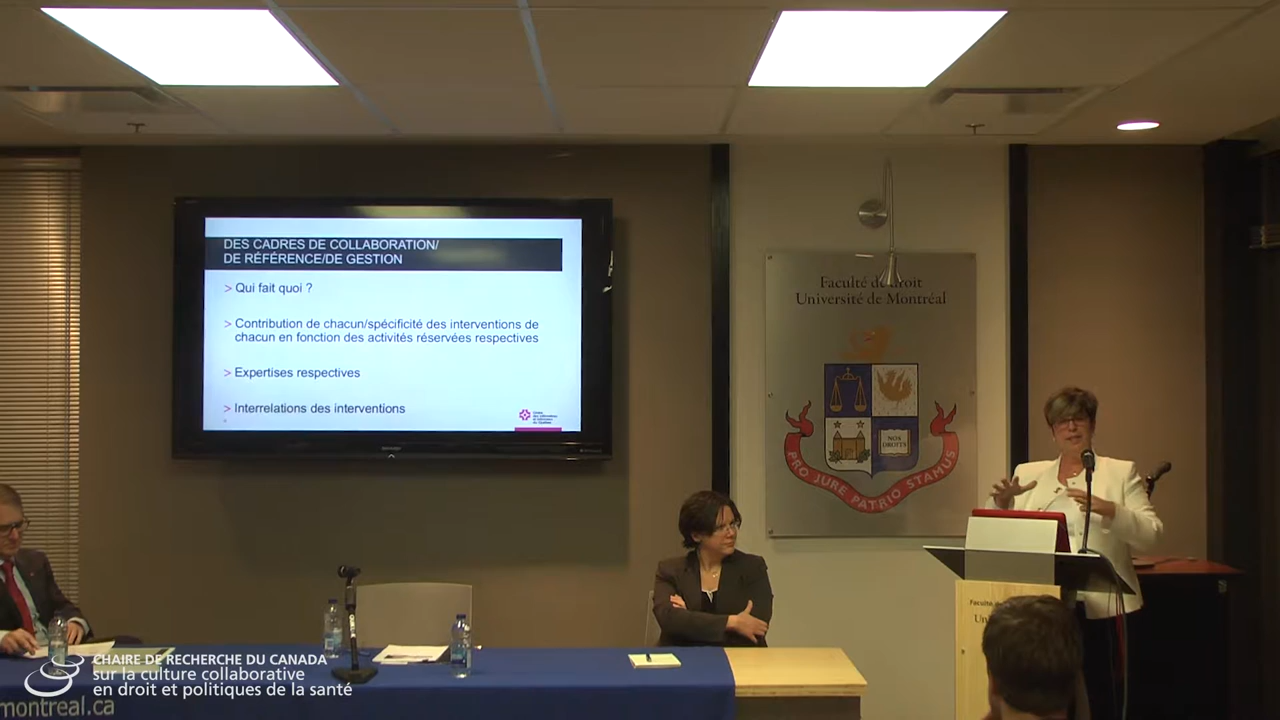 DES CADRES DE COLLABORATION/
DE RÉFÉRENCE/DE GESTION
> Qui fait quoi ?
> Contribution de chacun/spécificité des interventions de
chacun en fonction des activités réservées respectives
> Expertises respectives
> Interrelations des interventions
Faculté de droit
Université de Montréal
NOS
DROITS
PRO JURE PATRIO STAMUS
CHAIRE DE RECHERCHE DU CANADA
sur la culture collaborative
en droit et politiques de la santé
montreal.ca